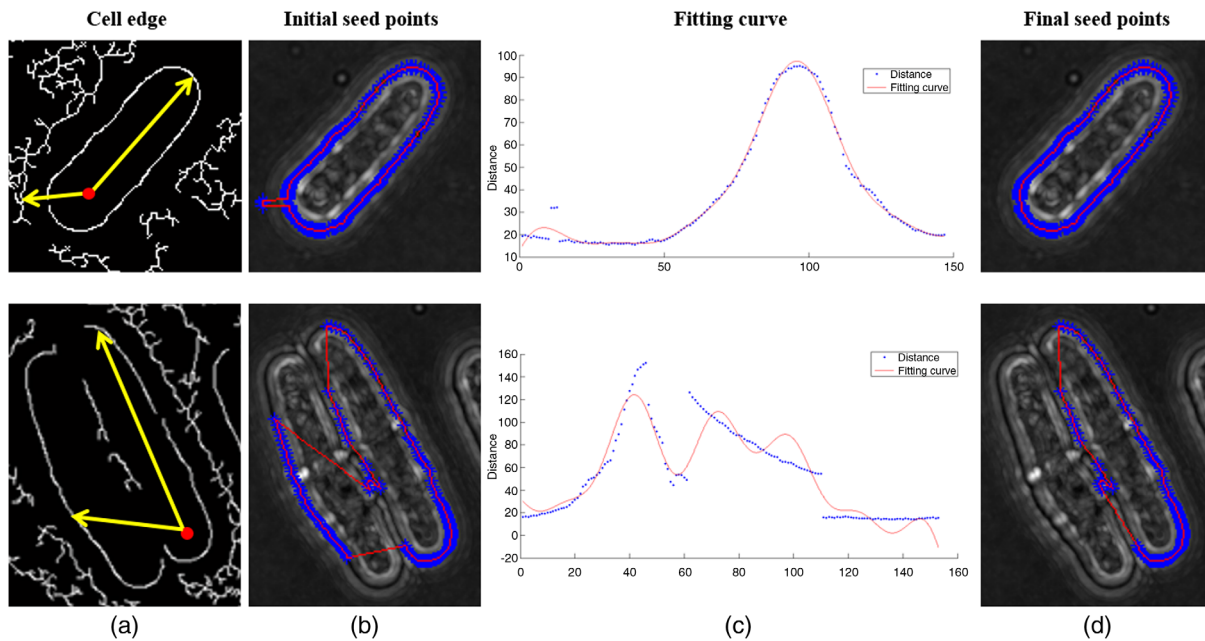 Cell edge
Initial seed points
Fitting curve
Final seed points
100
90
80
70
60
50
40
30
20
10
0
50
100
150
Distance
Distance
Fitting curve
160
140
120
100
80
60
40
20
0
-20
0
20
40
60
80
100
120
140
160
Distance
Distance
Fitting curve
(a)
(b)
(c)
(d)